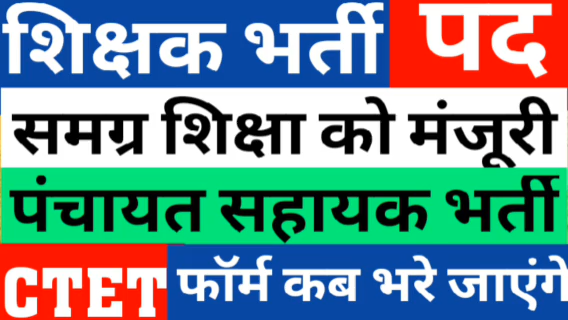 शिक्षक भर्ती पद
समग्र शिक्षा को मंजूरी
पंचायत सहायक भर्ती
CTET फॉर्म कब भरे जाएंगे